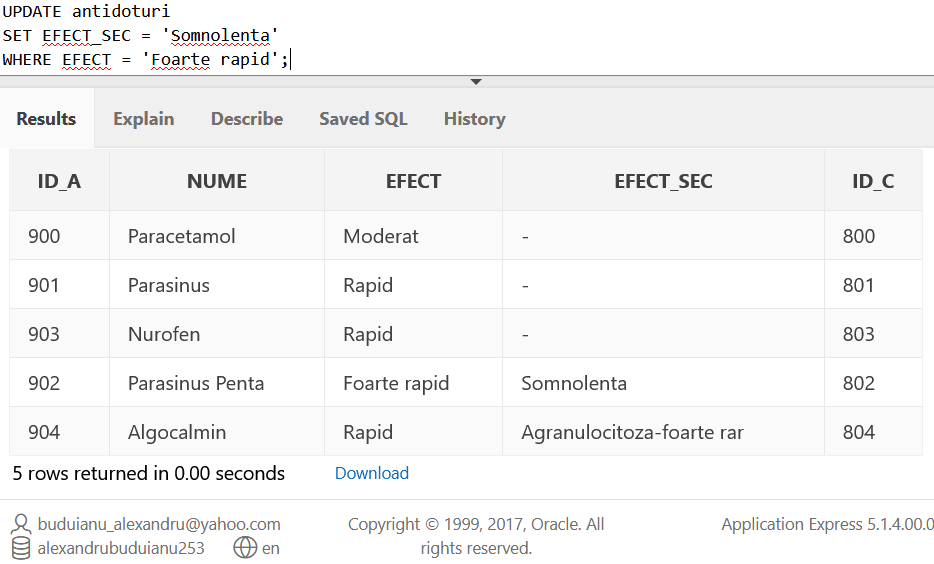 UPDATE antidoturi
SET EFECT_SEC = 'Somnolenta'
WHERE EFECT = 'Foarte rapid';
Results Explain Describe Saved SQL History
ID_A NUME EFECT EFECT_SEC ID_C
900 Paracetamol Moderat - 800
901 Parasinus Rapid - 801
903 Nurofen Rapid - 803
902 Parasinus Penta Foarte rapid Somnolenta 802
904 Algocalmin Rapid Agranulocitoza-foarte rar 804
5 rows returned in 0.00 seconds Download
buduianu_alexandru@yahoo.com Copyright © 1999, 2017, Oracle. All Application Express 5.1.4.00.0
alexandrubuduianu253 en rights reserved.